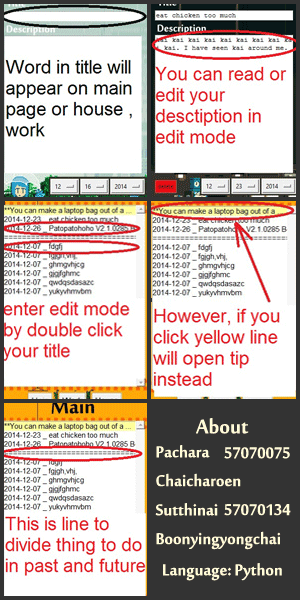 Description
Word in title will
appear on main
page or house ,
work
12
16
2014
eat chicken too much
Description
kai kai kai kai kai kai kai kai ka
kai. I have seen kai around me.
You can read or
edit your
desctiption in
edit mode
12
23
2014
**You can make a laptop bag out of a ...
2014-12-23 _ eat chicken too much
2014-12-26 _ Patopatohoho V2.1.0285 B
2014-12-07 _ fdgfj
2014-12-07 _ fgjgh,vhj,
2014-12-07 _ ghmgvhjcg
2014-12-07 _ gjgjfghmc
2014-12-07 _ qwdqsdasazc
2014-12-07 _ yukyvhmvbm
enter edit mode
by double click
your title
**You can make a laptop bag out of a
2014-12-23 _ eat chicken too much
2014-12-26 _ Patopatohoho V2.1.0285 B
2014-12-07 _ fdgfj
2014-12-07 _ fgjgh,vhj,
2014-12-07 _ ghmgvhjcg
2014-12-07 _ gjgjfghmc
2014-12-07 _ qwdqsdasazc
2014-12-07 _ yukyvhmvbm
However, if you
click yellow line
will open tip
instead
Main
**You can make a laptop bag out of a ...
2014-12-23 _ eat chicken too much
2014-12-26 _ Patopatohoho V2.1.0285 B
2014-12-07 _ fdgfj
2014-12-07 _ fgjgh,vhj,
2014-12-07 _ gjgjfghmc
2014-12-07 _ qwdqsdasazc
2014-12-07 _ yukyvhmvbm
This is line to
divide thing to do
in past and future
About
Pachara 57070075
Chaicharoen
Sutthinai 57070134
Boonyingyongchai
Language: Python